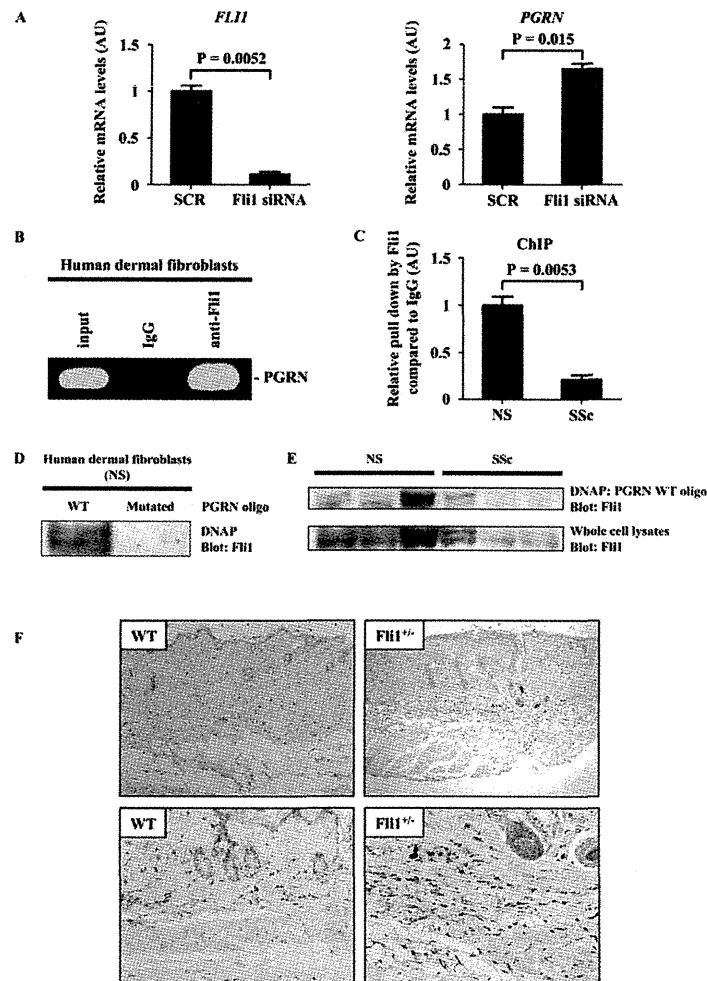 A
FLI1
Relative mRNA levels (AU)
1.5
1
0.5
0
P = 0.0052
SCR
Fli1 siRNA
PGRN
Relative mRNA levels (AU)
2
1.5
1
0.5
0
P = 0.015
SCR
Fli1 siRNA
B
Human dermal fibroblasts
input
IgG
anti-Fli1
- PGRN
C
ChIP
Relative pull down by Fli1
compared to IgG (AU)
1.5
1
0.5
0
P = 0.0053
NS
SSc
D
Human dermal fibroblasts
(NS)
WT
Mutated
PGRN oligo
DNAP
Blot: Fli1
E
NS
SSc
DNAP: PGRN WT oligo
Blot: Fli1
Whole cell lysates
Blot: Fli1
F
WT
Fli1+/-
WT
Fli1+/-